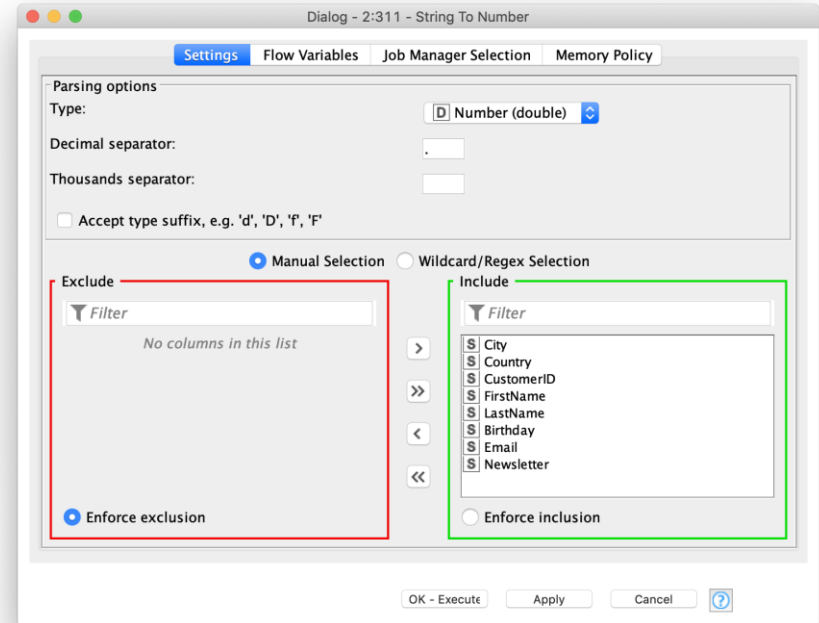 Dialog - 2:311 - String To Number
Settings Flow Variables Job Manager Selection Memory Policy
Parsing options
Type: D Number (double)
Decimal separator: .
Thousands separator:
Accept type suffix, e.g. 'd', 'D', 'f', 'F'
Manual Selection Wildcard/Regex Selection
Exclude
Filter
No columns in this list
Enforce exclusion
>
>>
<
<<
Include
Filter
S City
S Country
S CustomerID
S FirstName
S LastName
S Birthday
S Email
S Newsletter
Enforce inclusion
OK - Execute Apply Cancel ?